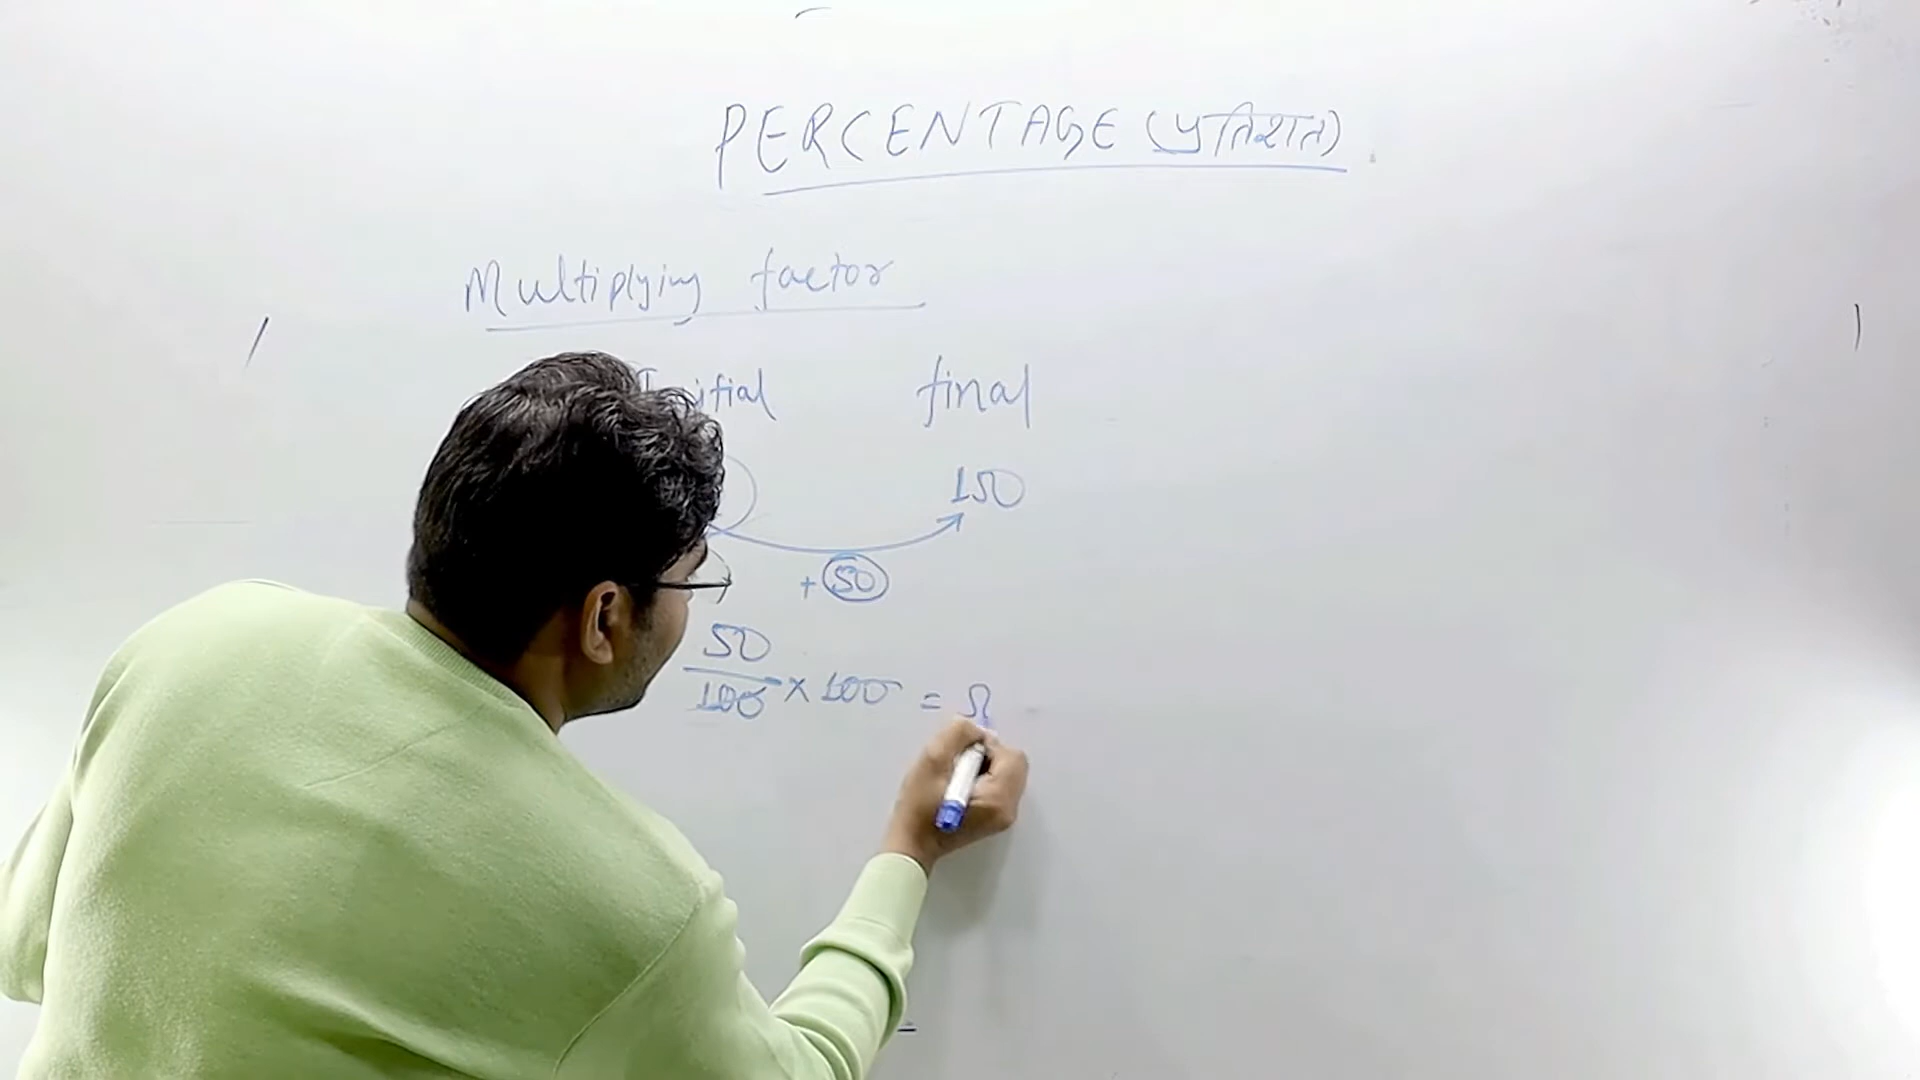 PERCENTAGE (प्रतिशत)
Multiplying factor
Initial final
150
+ 50
50
100 × 100 =